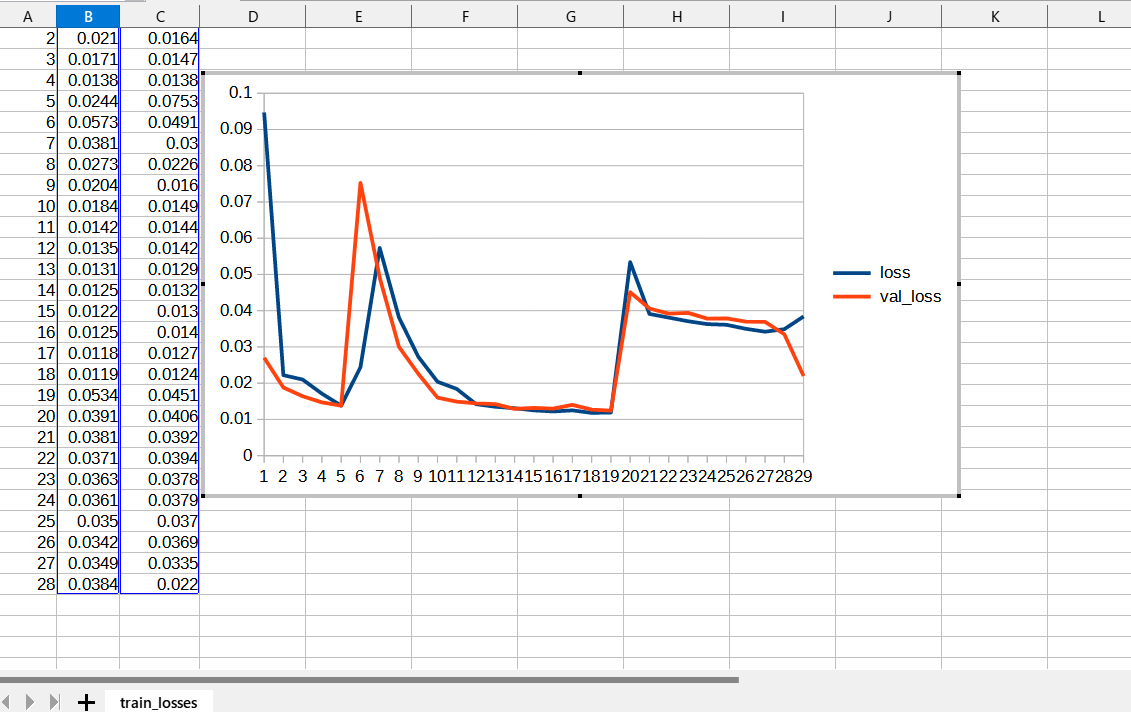 A B C D E F G H I J K L
2 0.021 0.0164
3 0.0171 0.0147
4 0.0138 0.0138
5 0.0244 0.0753
6 0.0573 0.0491
7 0.0381 0.03
8 0.0273 0.0226
9 0.0204 0.016
10 0.0184 0.0149
11 0.0142 0.0144
12 0.0135 0.0142
13 0.0131 0.0129
14 0.0125 0.0132
15 0.0122 0.013
16 0.0125 0.014
17 0.0118 0.0127
18 0.0119 0.0124
19 0.0534 0.0451
20 0.0391 0.0406
21 0.0381 0.0392
22 0.0371 0.0394
23 0.0363 0.0378
24 0.0361 0.0379
25 0.035 0.037
26 0.0342 0.0369
27 0.0349 0.0335
28 0.0384 0.022
0.1
0.09
0.08
0.07
0.06
0.05
0.04
0.03
0.02
0.01
0
1 2 3 4 5 6 7 8 9 10 11 12 13 14 15 16 17 18 19 20 21 22 23 24 25 26 27 28 29
loss
val_loss
train_losses